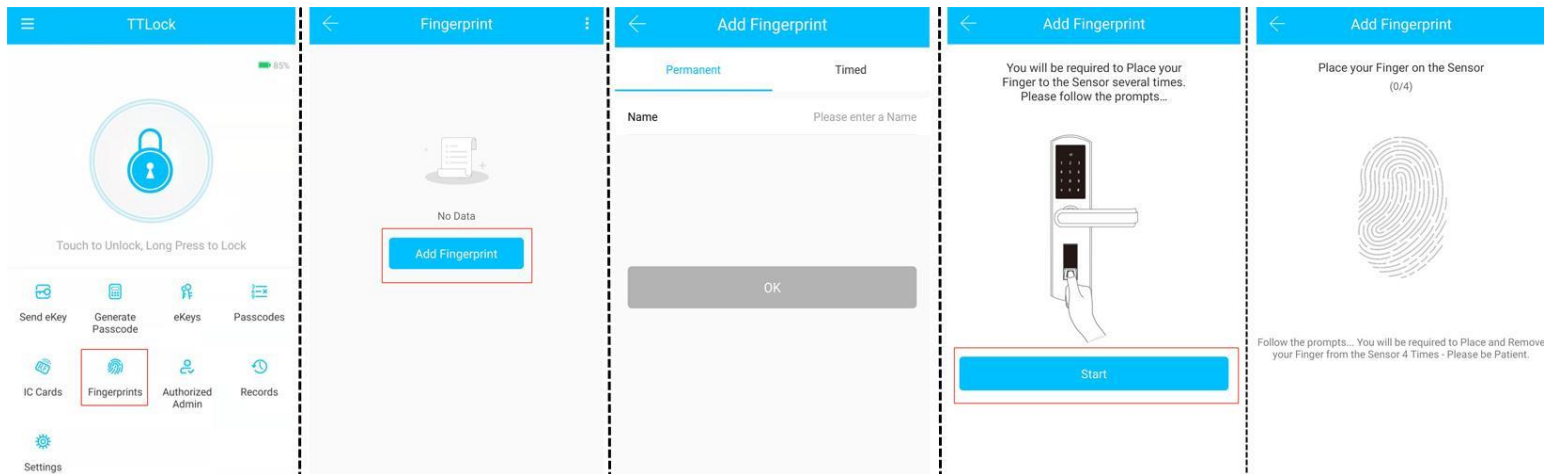 TTLock
85%
Touch to Unlock, Long Press to Lock
Send eKey
Generate
Passcode
eKeys
Passcodes
IC Cards
Fingerprints
Authorized
Admin
Records
Settings
Fingerprint
No Data
Add Fingerprint
Add Fingerprint
Permanent
Timed
Name
Please enter a Name
OK
Add Fingerprint
You will be required to Place your
Finger to the Sensor several times.
Please follow the prompts...
Start
Add Fingerprint
Place your Finger on the Sensor
(0/4)
Follow the prompts... You will be required to Place and Remove
your Finger from the Sensor 4 Times - Please be Patient.